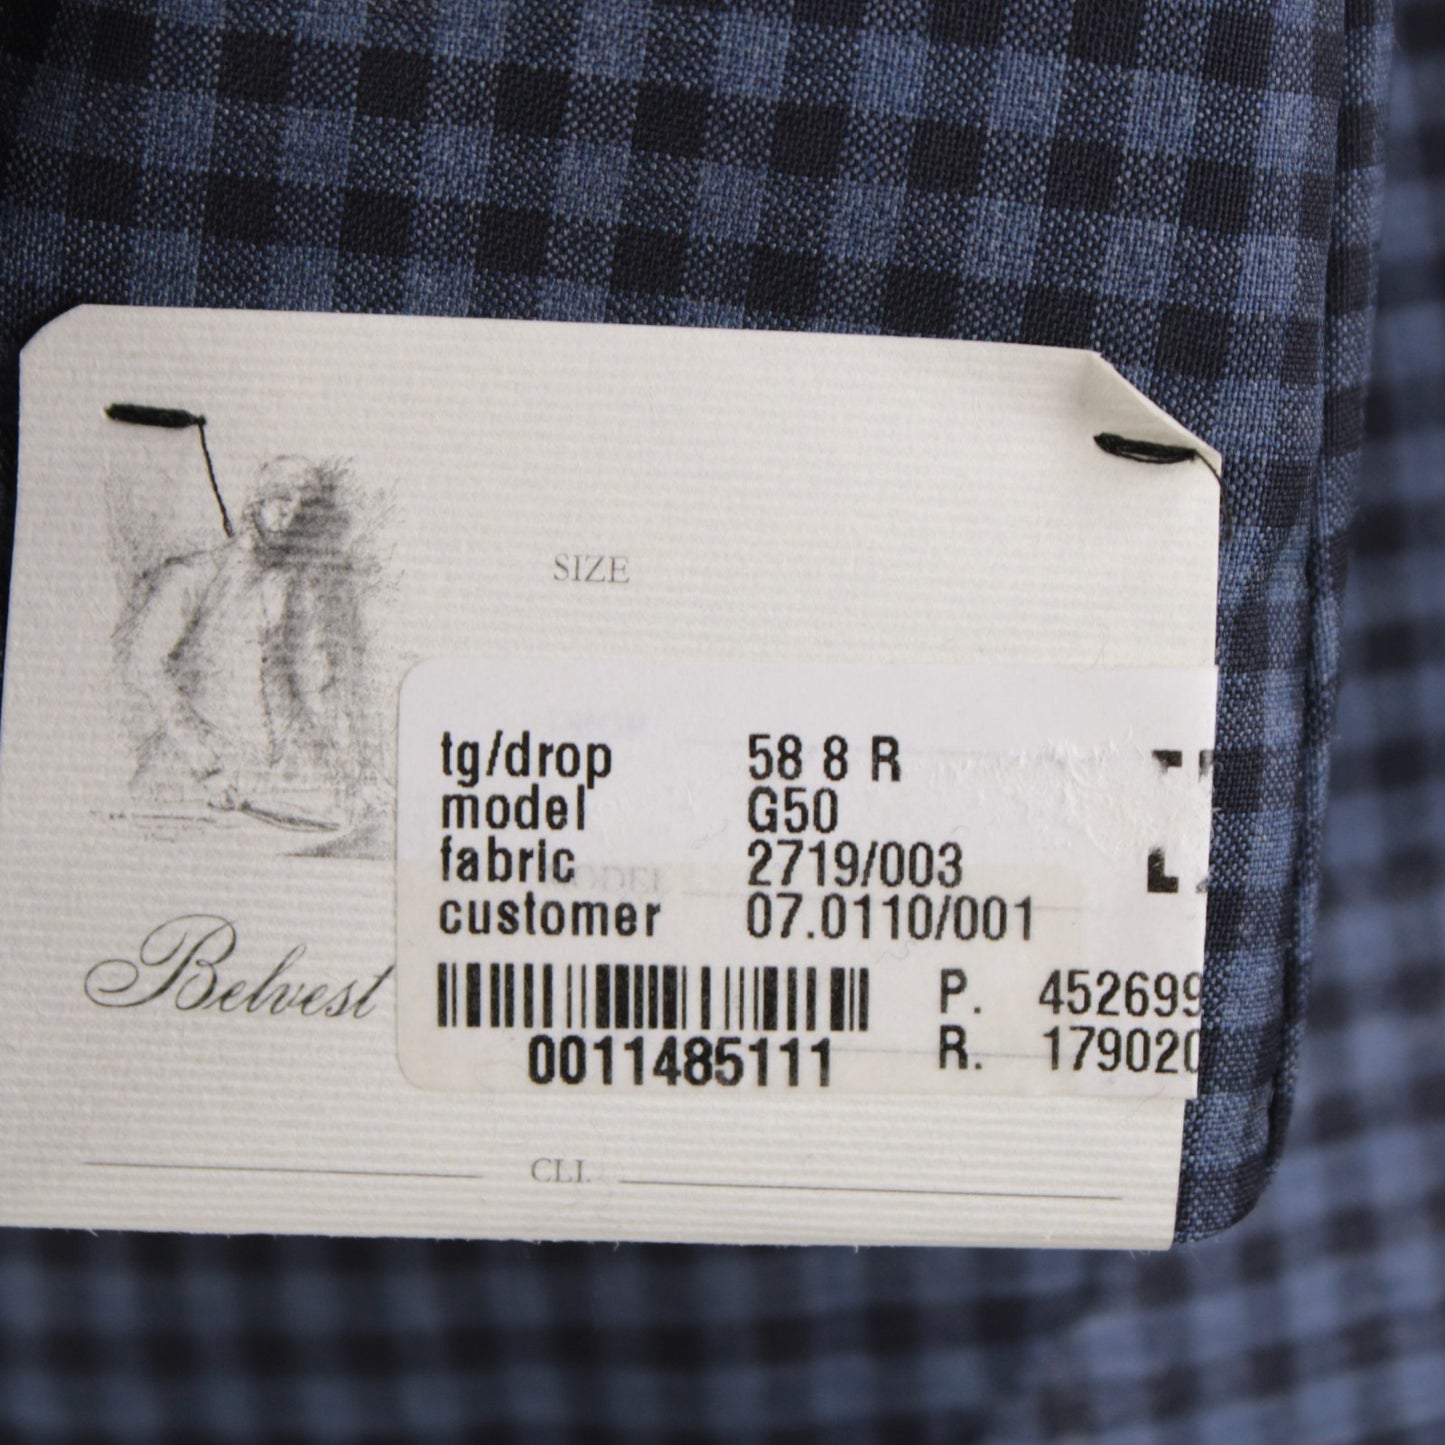 SIZE
tg/drop 58 8 R
model G50
fabric 2719/003
customer 07.0110/001
Belvest
P. 452699
R. 179020
0011485111
CLI.